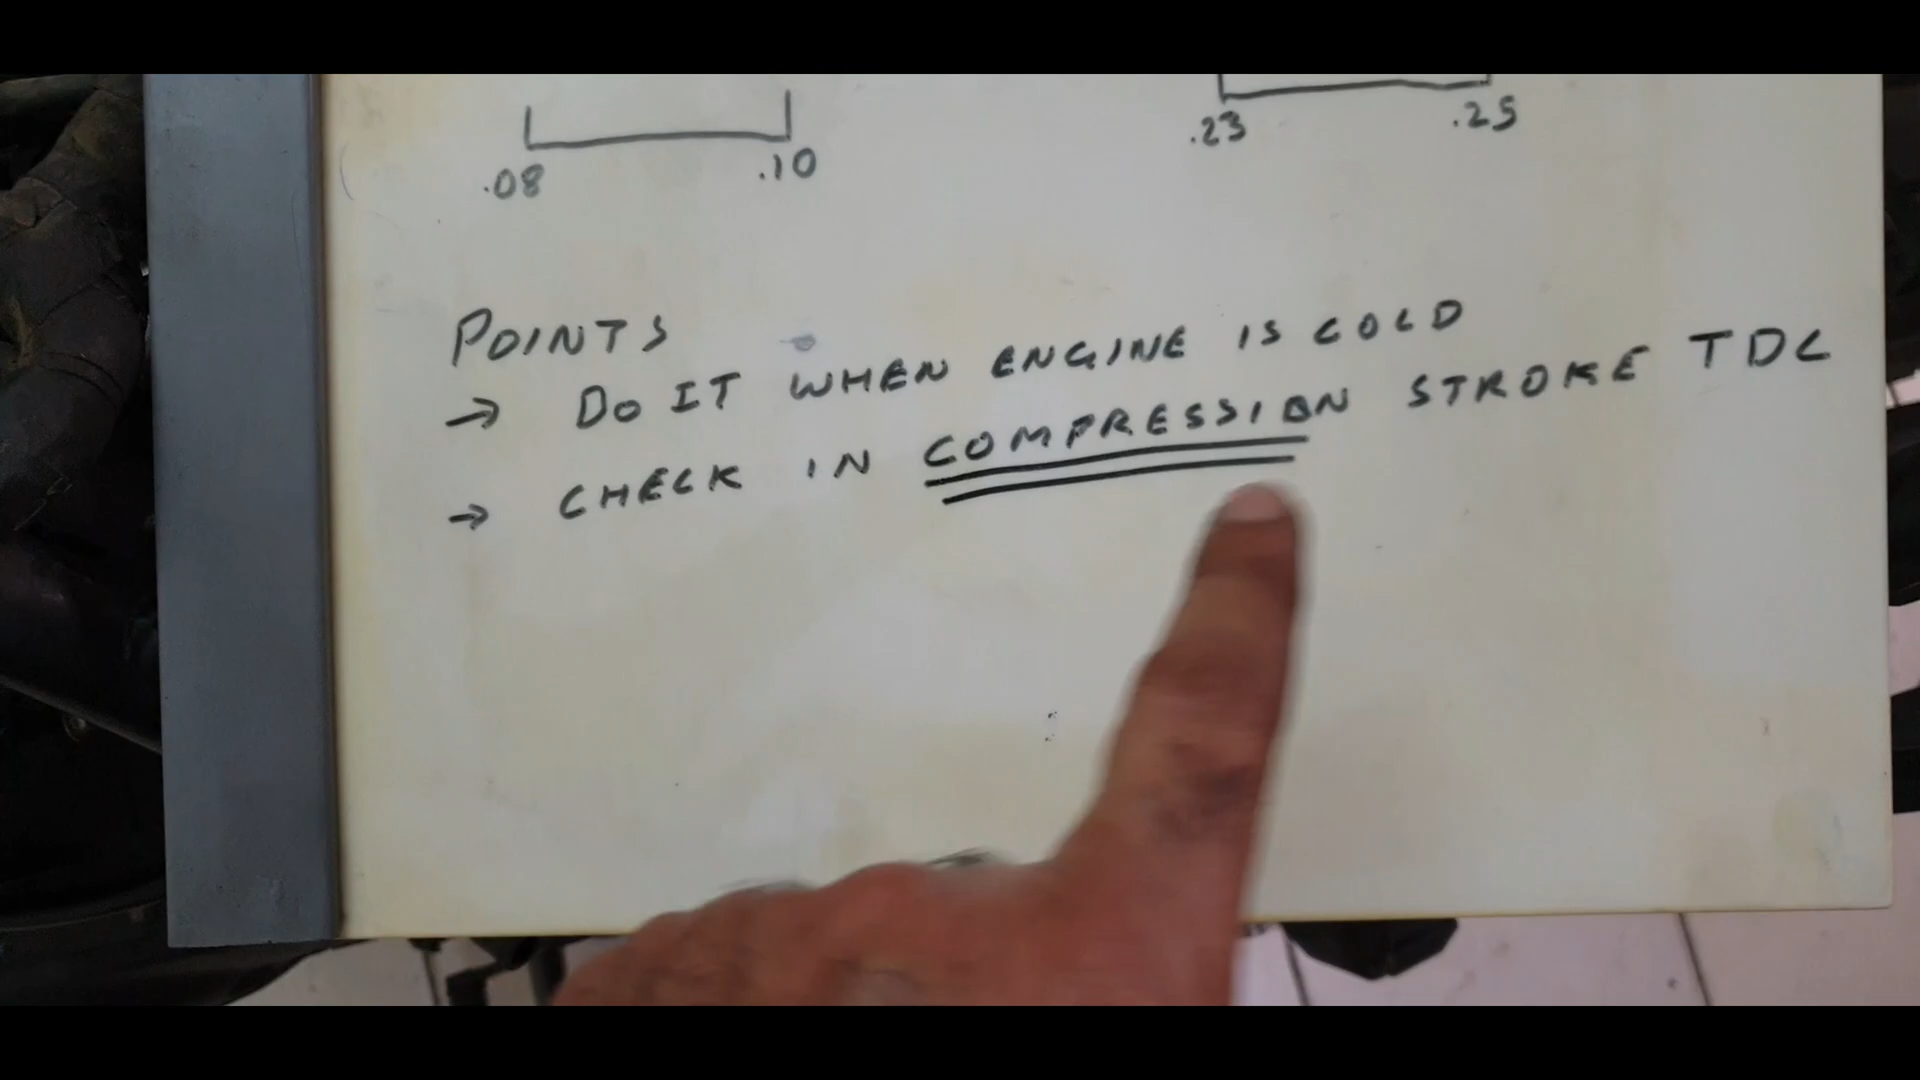 .08 .10 .23 .25
POINTS
→ DO IT WHEN ENGINE IS COLD
→ CHECK IN COMPRESSION STROKE TDC